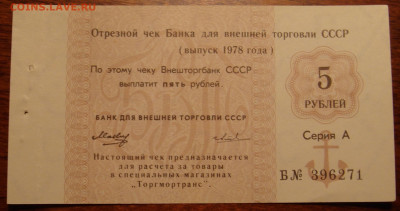 COINS.LAVE.RU
Отрезной чек Банка для внешней торговли СССР
(выпуск 1978 года)
По этому чеку Внешторгбанк СССР
выплатит пять рублей.
5
РУБЛЕЙ
БАНК ДЛЯ ВНЕШНЕЙ ТОРГОВЛИ СССР
Серия А
Настоящий чек предназначается
для расчета за товары
в специальных магазинах
"Торгмортранс".
Б№ 396271